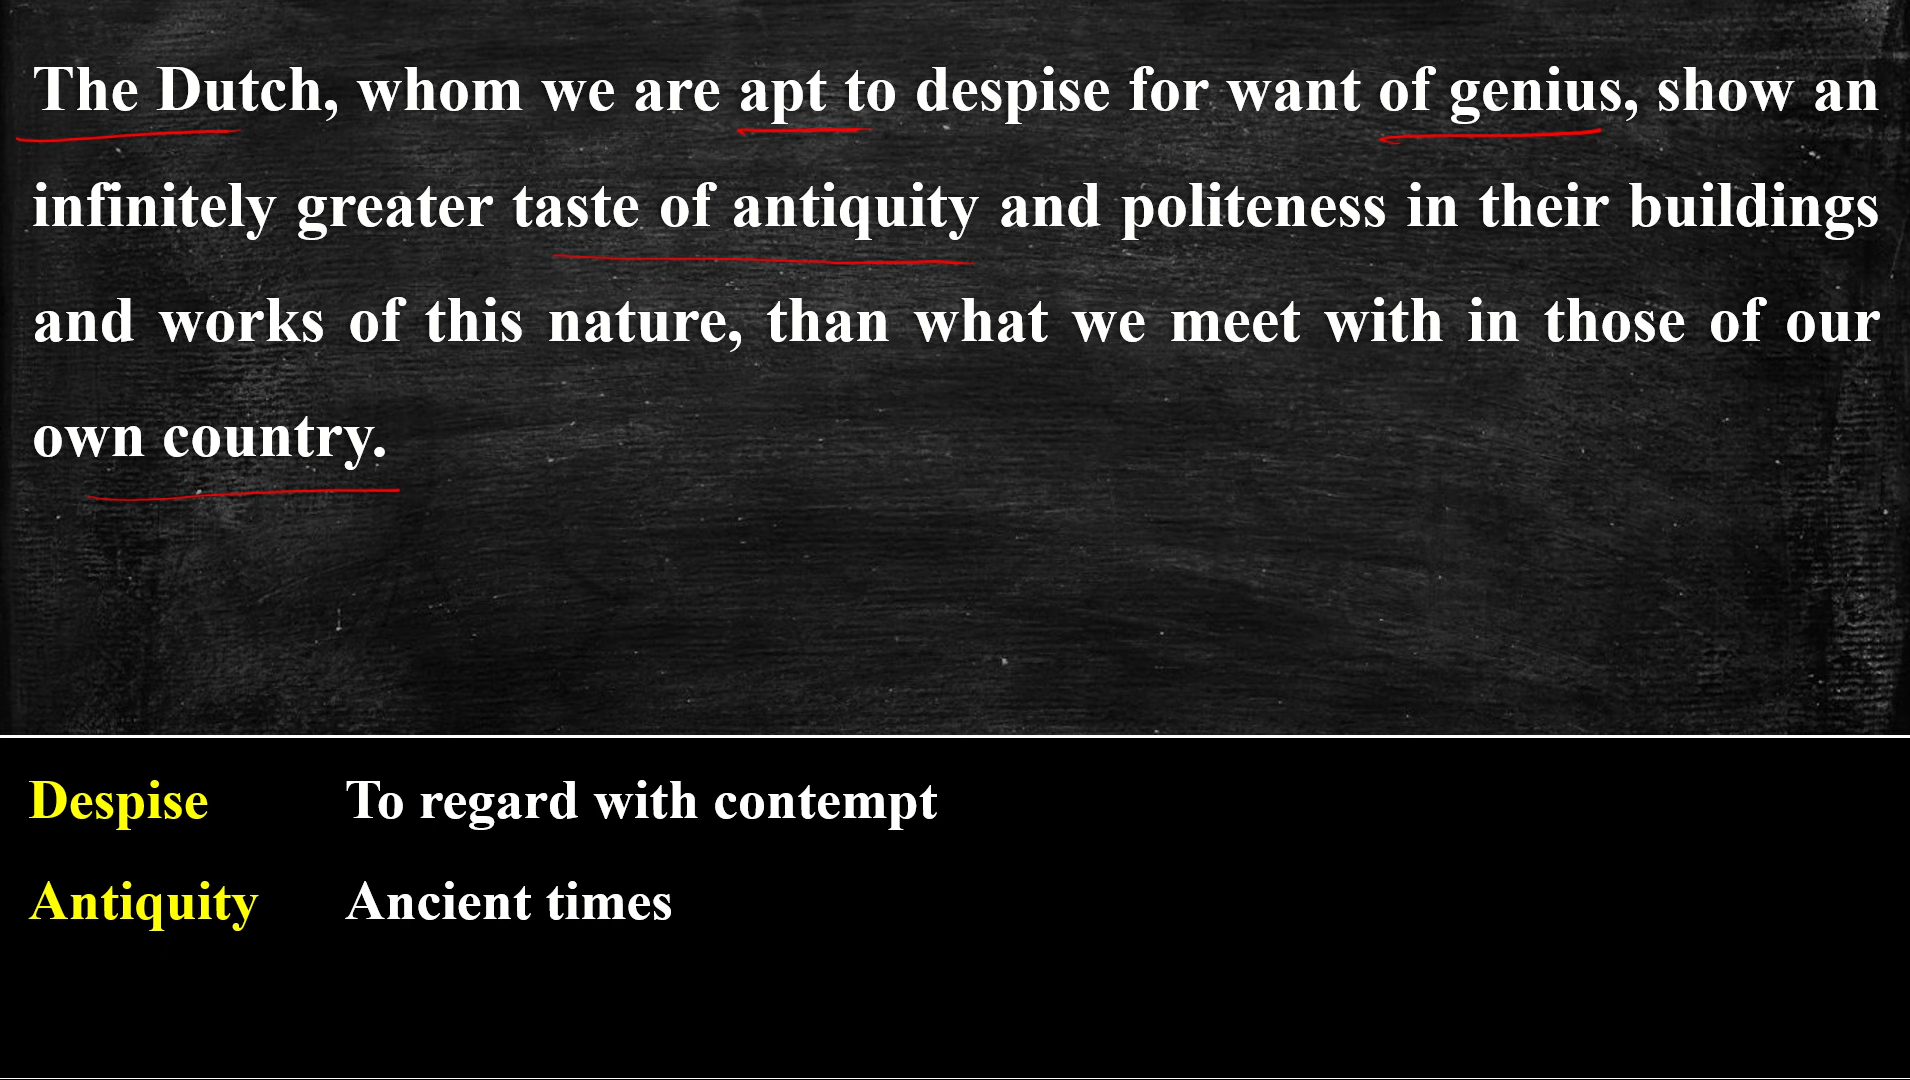 The Dutch, whom we are apt to despise for want of genius, show an
infinitely greater taste of antiquity and politeness in their buildings
and works of this nature, than what we meet with in those of our
own country.
Despise To regard with contempt
Antiquity Ancient times